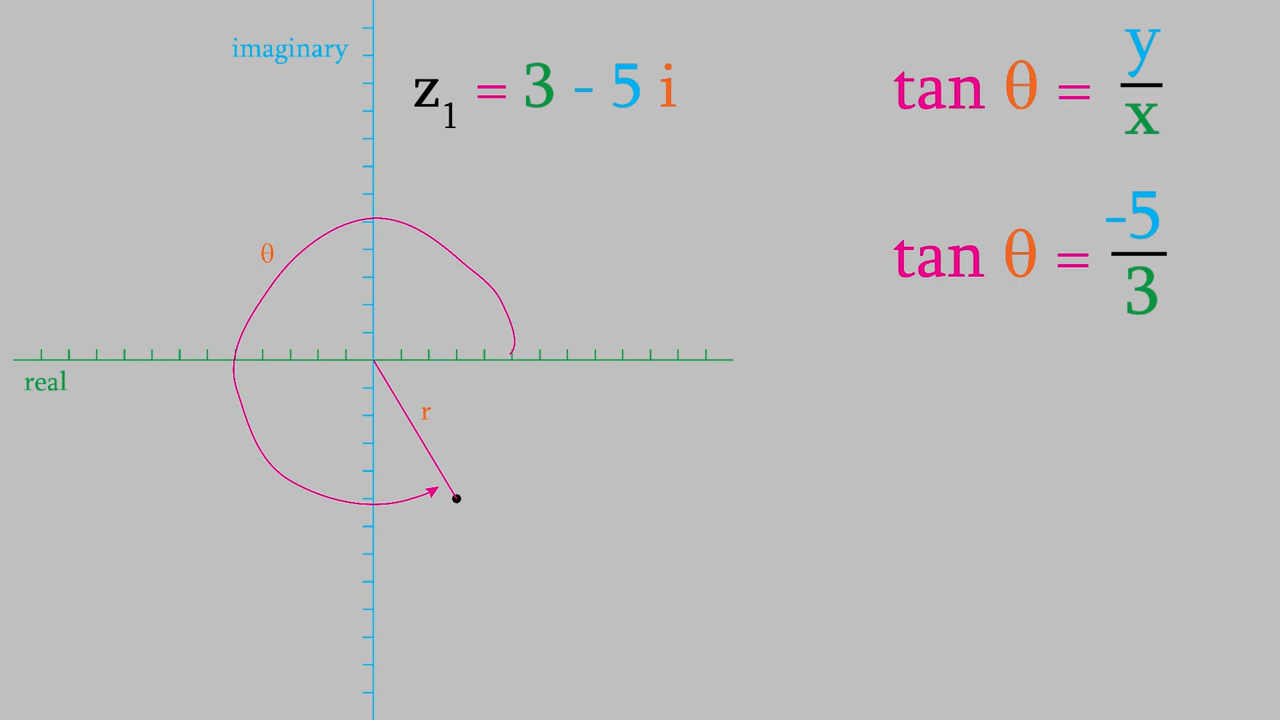 imaginary
z₁ = 3 - 5 i
tan θ = y/x
tan θ = -5/3
θ
real
r